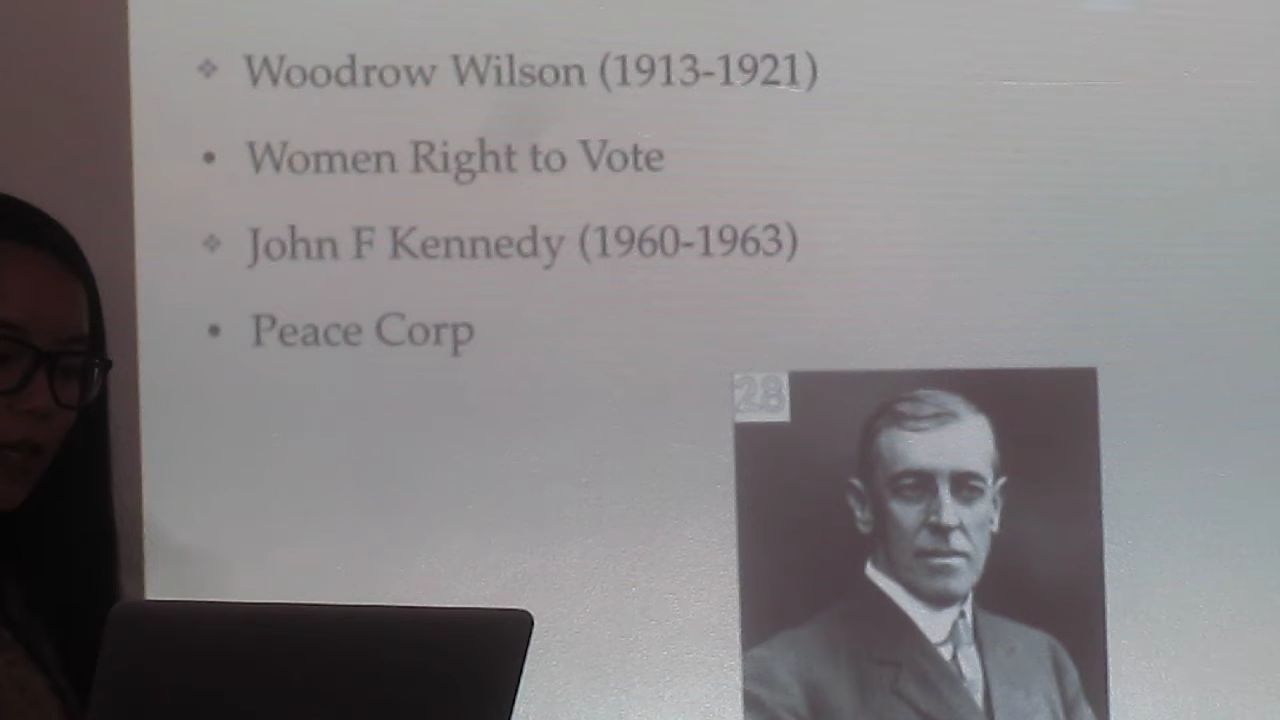 Woodrow Wilson (1913-1921)
Women Right to Vote
John F Kennedy (1960-1963)
Peace Corp
28